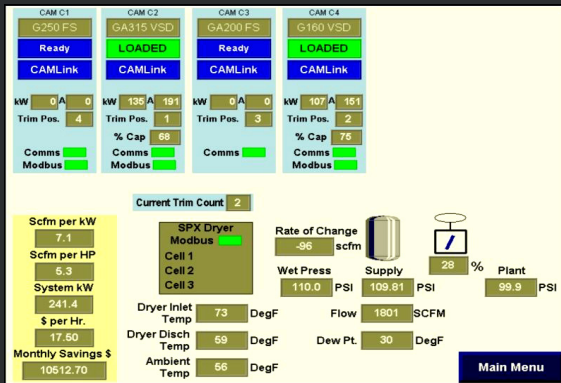 CAM C1
G250 FS
Ready
CAMLink
kW 0 A 0
Trim Pos. 4
Comms
Modbus
CAM C2
GA315 VSD
LOADED
CAMLink
kW 135 A 191
Trim Pos. 1
% Cap 68
Comms
Modbus
CAM C3
GA200 FS
Ready
CAMLink
kW 0 A 0
Trim Pos. 3
Comms
CAM C4
G160 VSD
LOADED
CAMLink
kW 107 A 151
Trim Pos. 2
% Cap 75
Comms
Modbus
Current Trim Count 2
Scfm per kW
7.1
Scfm per HP
5.3
System kW
241.4
$ per Hr.
17.50
Monthly Savings $
10512.70
SPX Dryer
Modbus
Cell 1
Cell 2
Cell 3
Rate of Change
-96 scfm
28 %
Wet Press
110.0 PSI
Supply
109.81 PSI
Plant
99.9 PSI
Dryer Inlet
Temp 73 DegF
Flow 1801 SCFM
Dryer Disch
Temp 59 DegF
Dew Pt. 30 DegF
Ambient
Temp 56 DegF
Main Menu